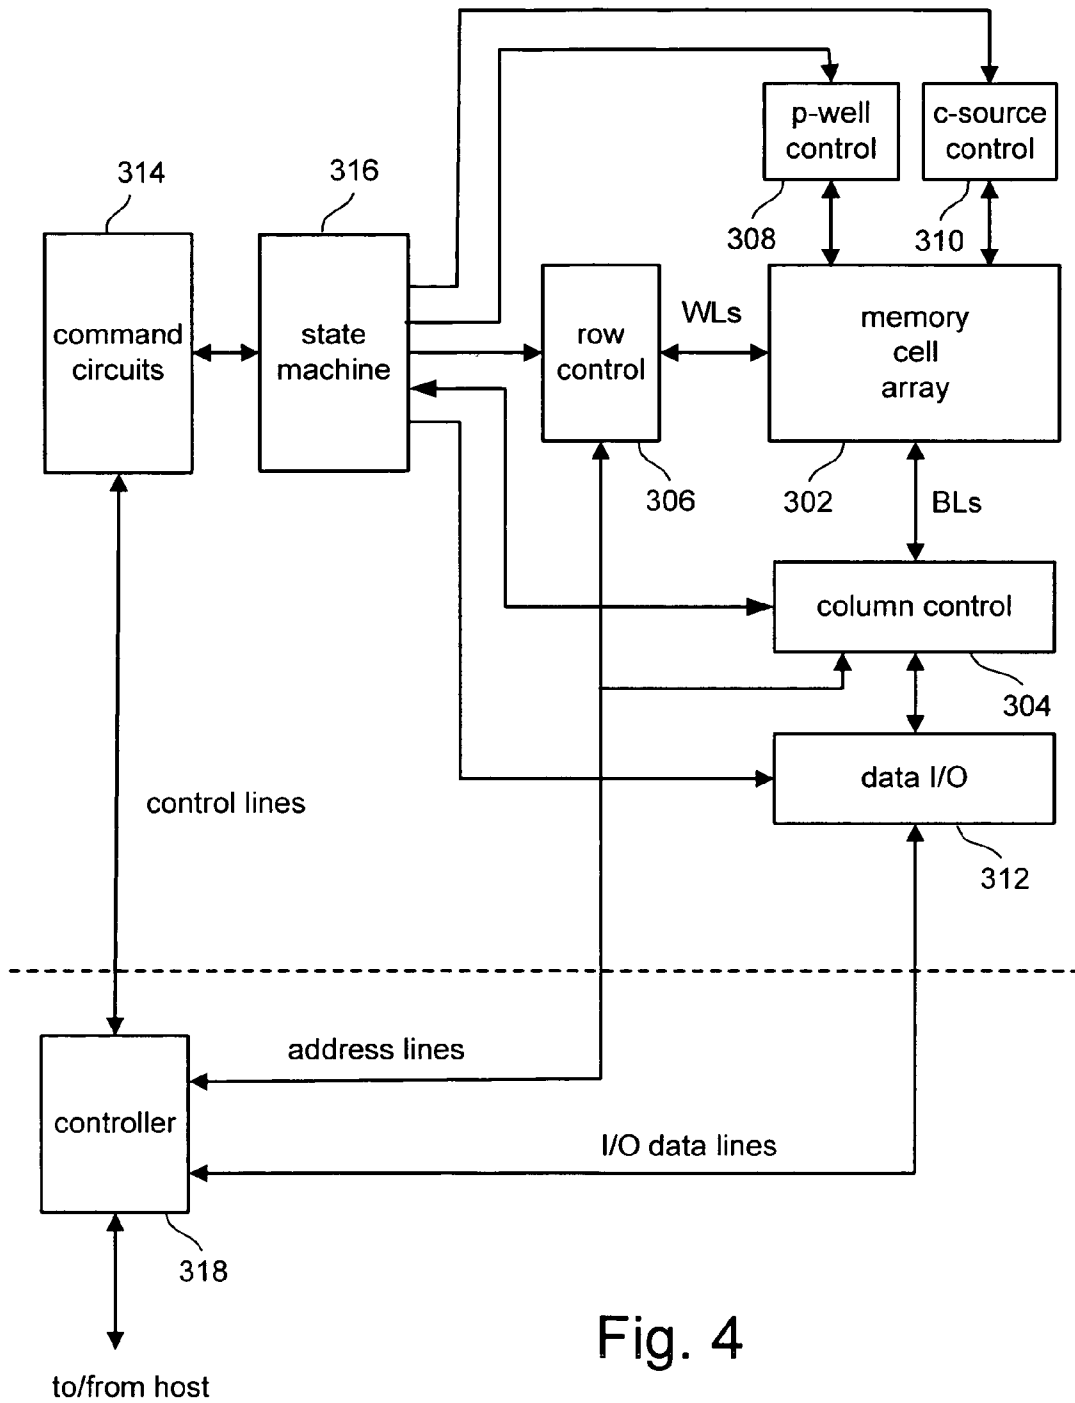 p-well
control
c-source
control
314
316
308
310
command
circuits
state
machine
row
control
WLs
memory
cell
array
306
302
BLs
column control
304
data I/O
control lines
312
address lines
controller
I/O data lines
318
Fig. 4
to/from host